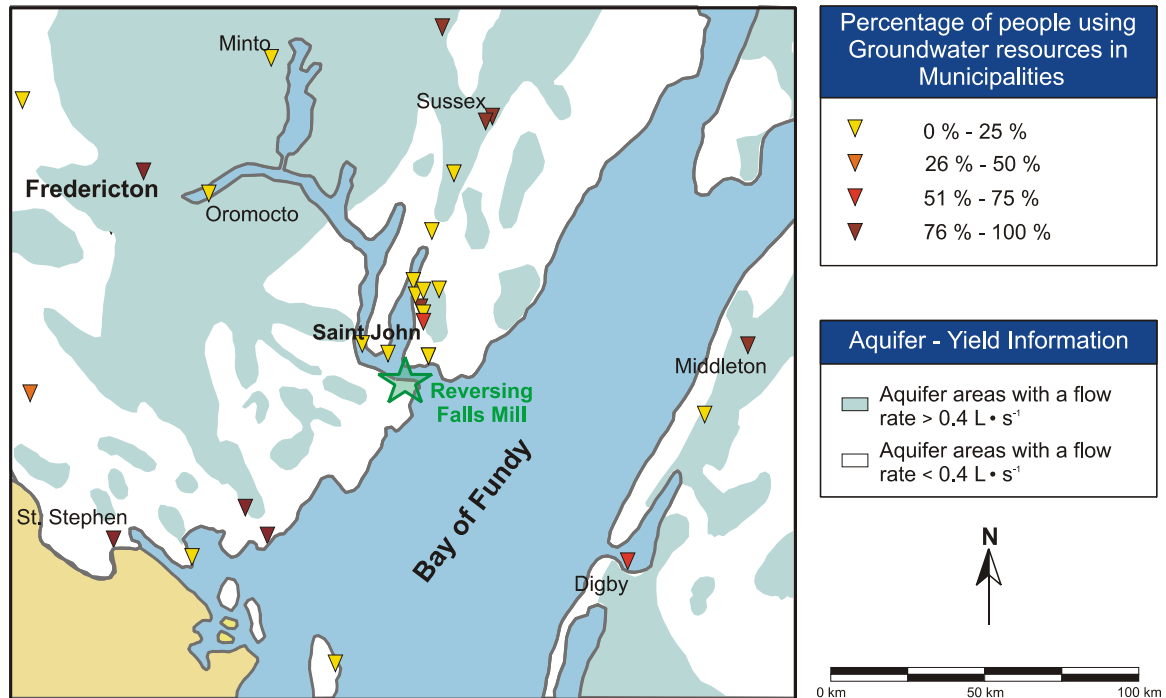 Minto
Sussex
Fredericton
Oromocto
Saint John
Reversing
Falls Mill
Middleton
Bay of Fundy
St. Stephen
Digby
Percentage of people using
Groundwater resources in
Municipalities
0 % - 25 %
26 % - 50 %
51 % - 75 %
76 % - 100 %
Aquifer - Yield Information
Aquifer areas with a flow
rate > 0.4 L • s⁻¹
Aquifer areas with a flow
rate < 0.4 L • s⁻¹
N
0 km 50 km 100 km